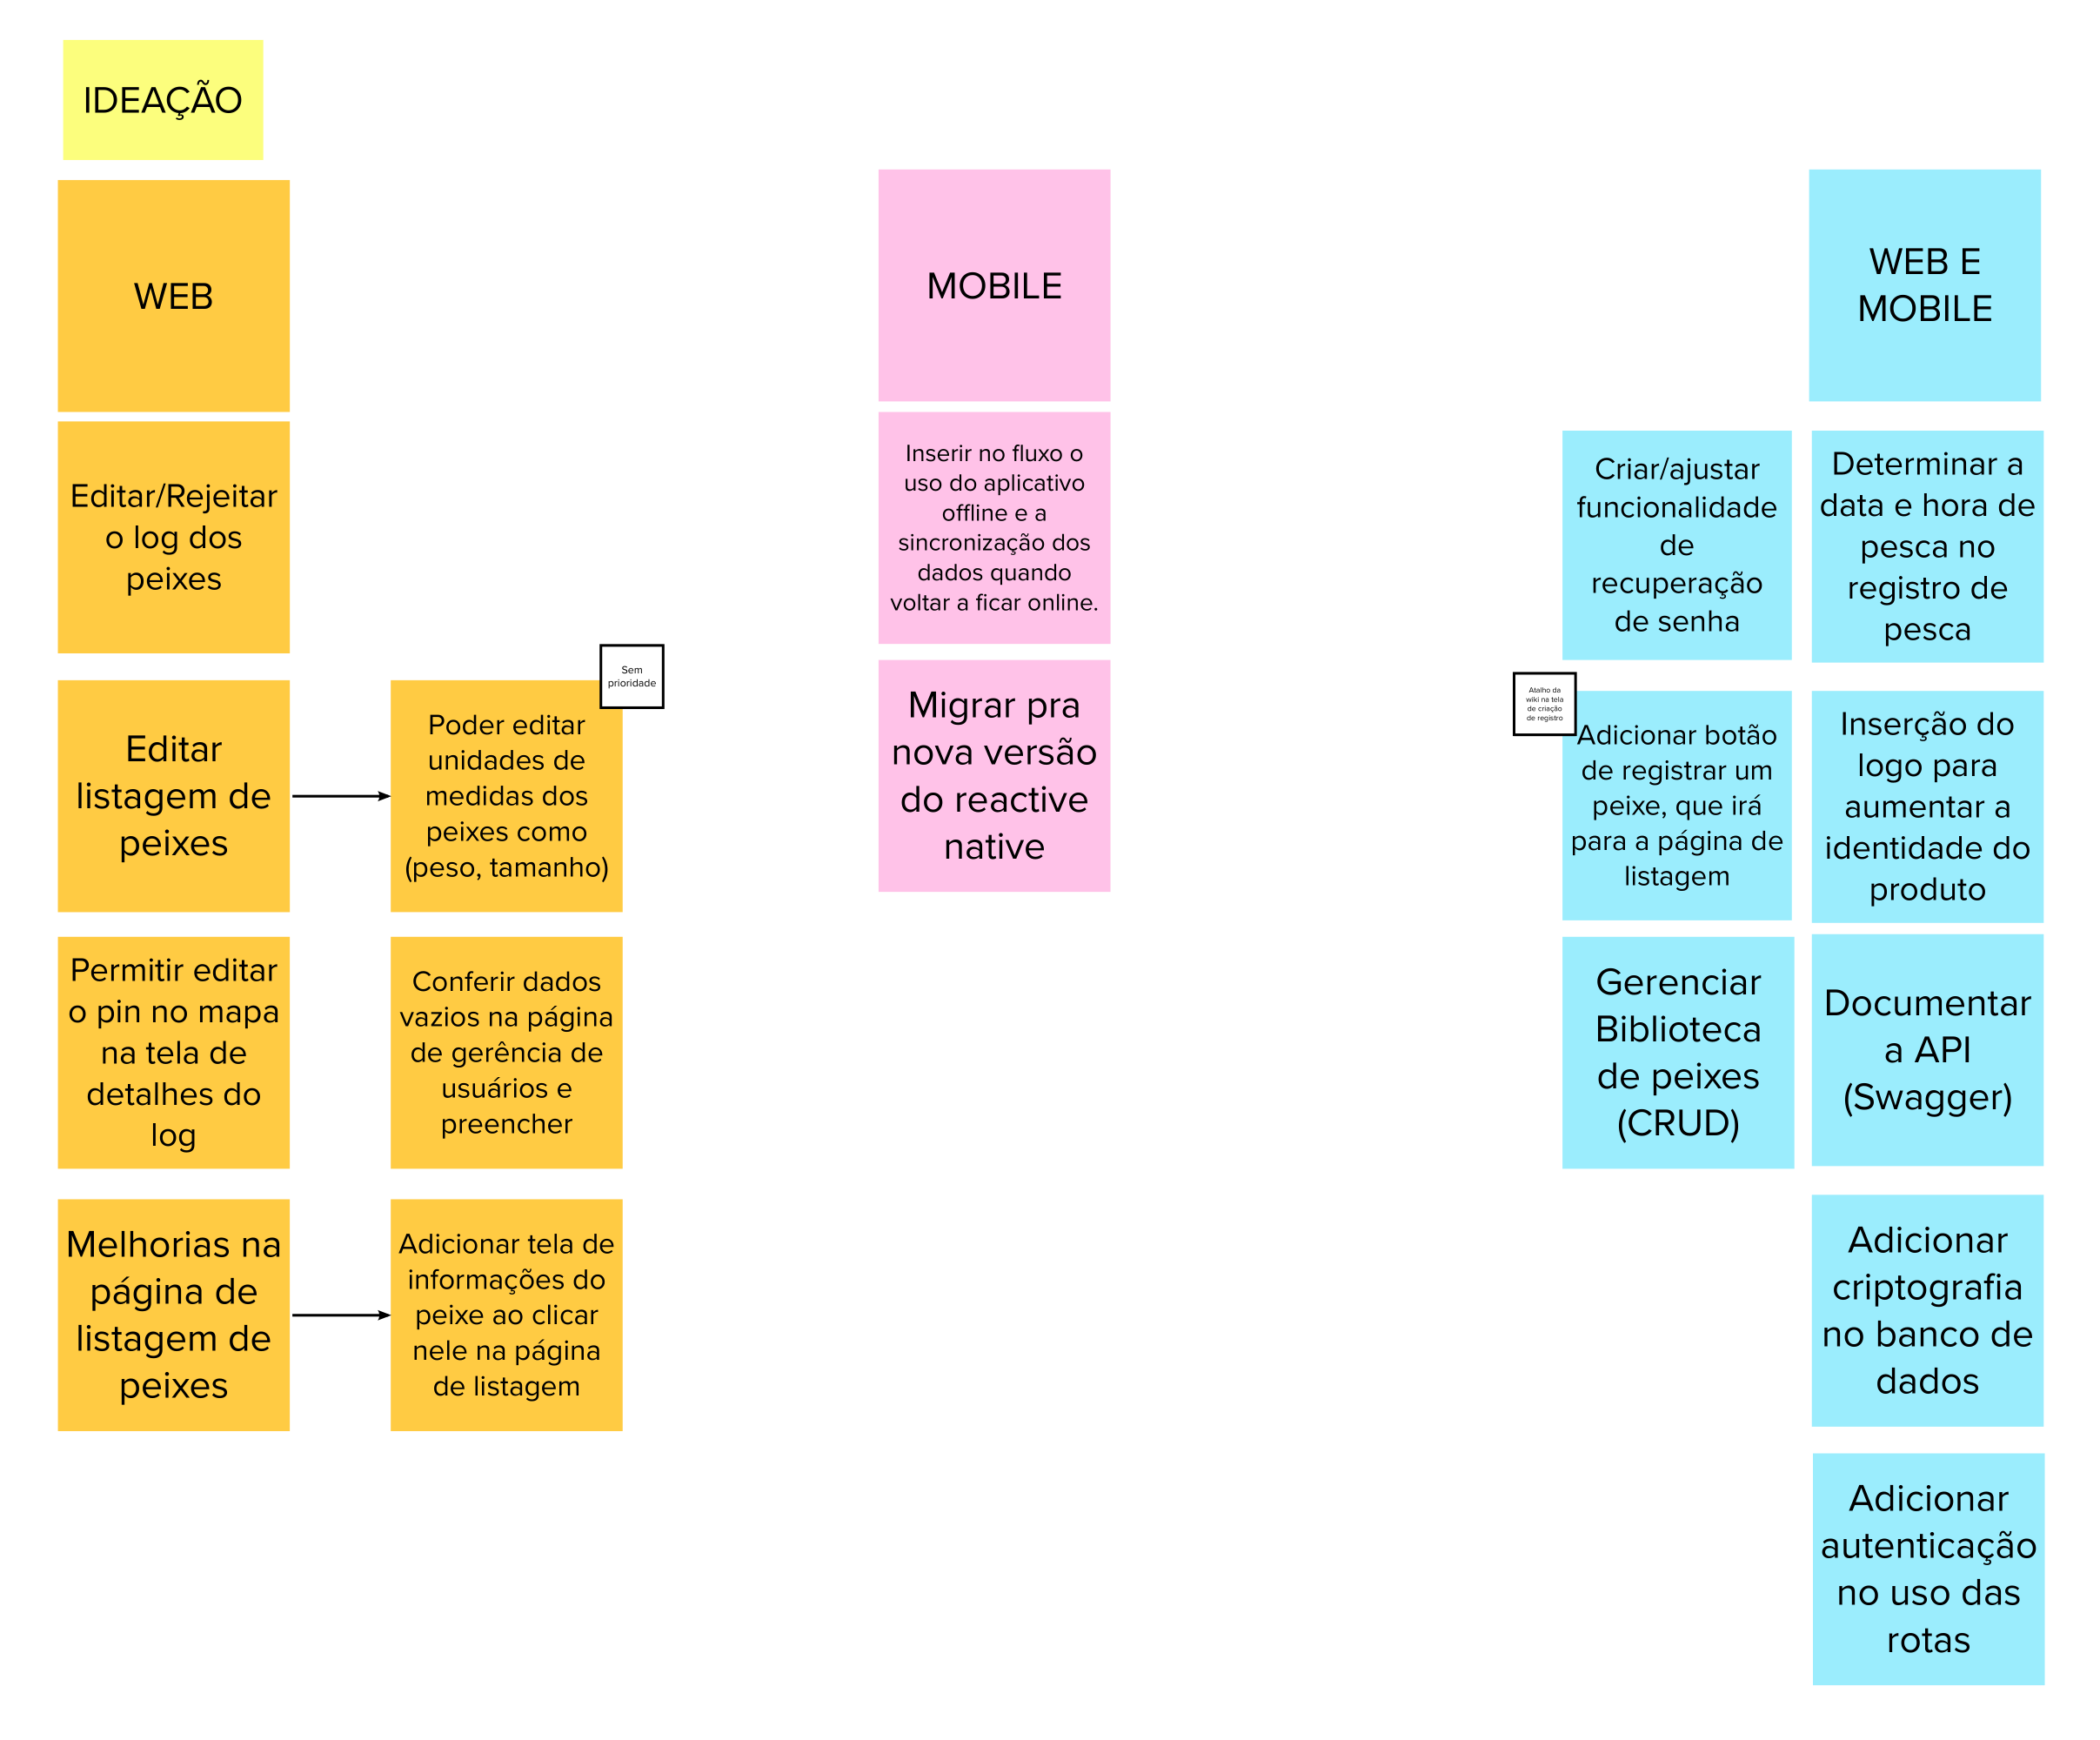 IDEAÇÃO
WEB
Editar/Rejeitar
o log dos
peixes
Editar
listagem de
peixes
Sem
prioridade
Poder editar
unidades de
medidas dos
peixes como
(peso, tamanho)
Permitir editar
o pin no mapa
na tela de
detalhes do
log
Conferir dados
vazios na página
de gerência de
usuários e
preencher
Melhorias na
página de
listagem de
peixes
Adicionar tela de
informações do
peixe ao clicar
nele na página
de listagem
MOBILE
Inserir no fluxo o
uso do aplicativo
offline e a
sincronização dos
dados quando
voltar a ficar online.
Migrar pra
nova versão
do reactive
native
WEB E
MOBILE
Criar/ajustar
funcionalidade
de
recuperação
de senha
Determinar a
data e hora de
pesca no
registro de
pesca
Atalho da
wiki na tela
de criação
de registro
Adicionar botão
de registrar um
peixe, que irá
para a página de
listagem
Inserção do
logo para
aumentar a
identidade do
produto
Gerenciar
Biblioteca
de peixes
(CRUD)
Documentar
a API
(Swagger)
Adicionar
criptografia
no banco de
dados
Adicionar
autenticação
no uso das
rotas